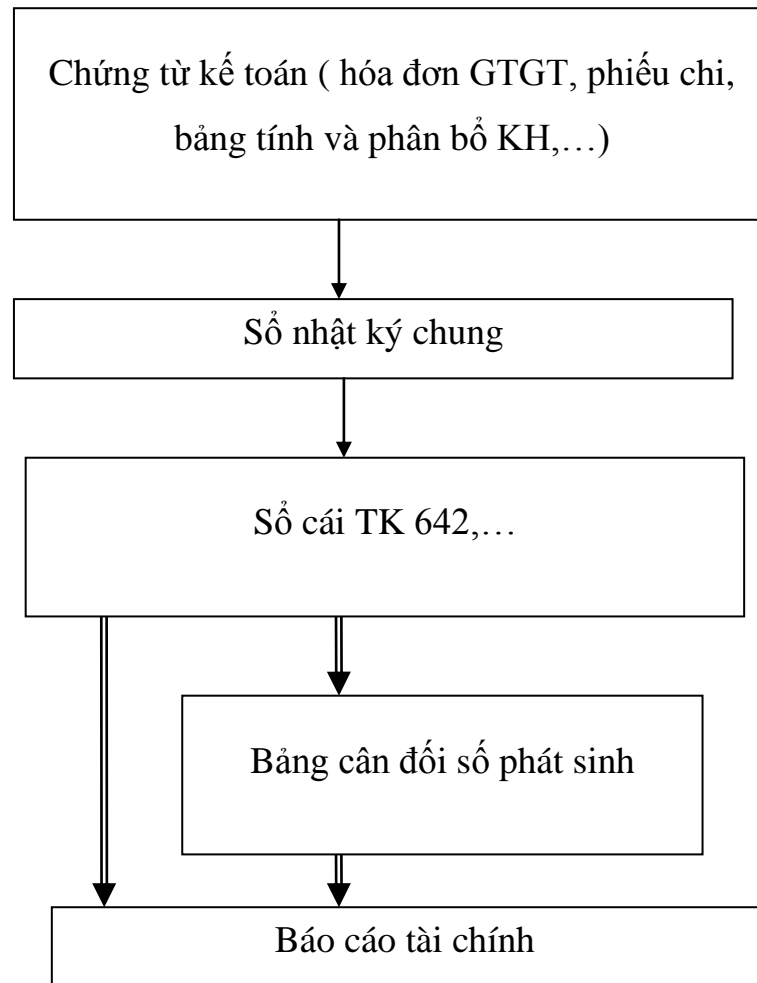 Chứng từ kế toán ( hóa đơn GTGT, phiếu chi,
bảng tính và phân bổ KH,…)
Sổ nhật ký chung
Sổ cái TK 642,…
Bảng cân đối số phát sinh
Báo cáo tài chính